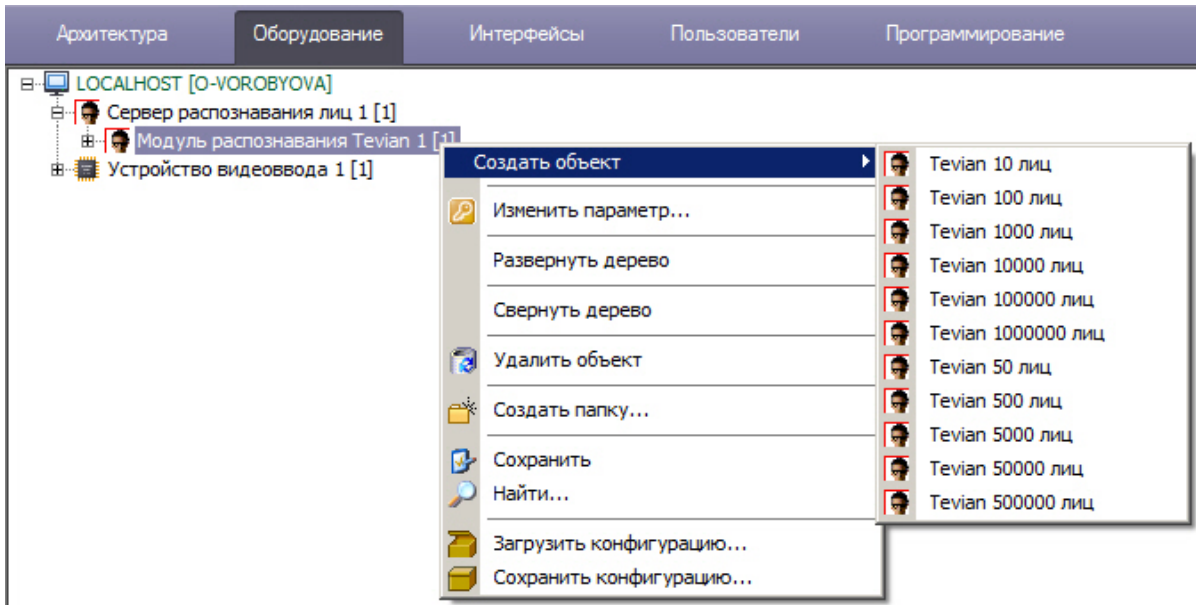 Архитектура Оборудование Интерфейсы Пользователи Программирование
LOCALHOST [O-VOROBYOVA]
Сервер распознавания лиц 1 [1]
Модуль распознавания Tevian 1 [1]
Устройство видеоввода 1 [1]
Создать объект
Изменить параметр...
Развернуть дерево
Свернуть дерево
Удалить объект
Создать папку...
Сохранить
Найти...
Загрузить конфигурацию...
Сохранить конфигурацию...
Tevian 10 лиц
Tevian 100 лиц
Tevian 1000 лиц
Tevian 10000 лиц
Tevian 100000 лиц
Tevian 1000000 лиц
Tevian 50 лиц
Tevian 500 лиц
Tevian 5000 лиц
Tevian 50000 лиц
Tevian 500000 лиц